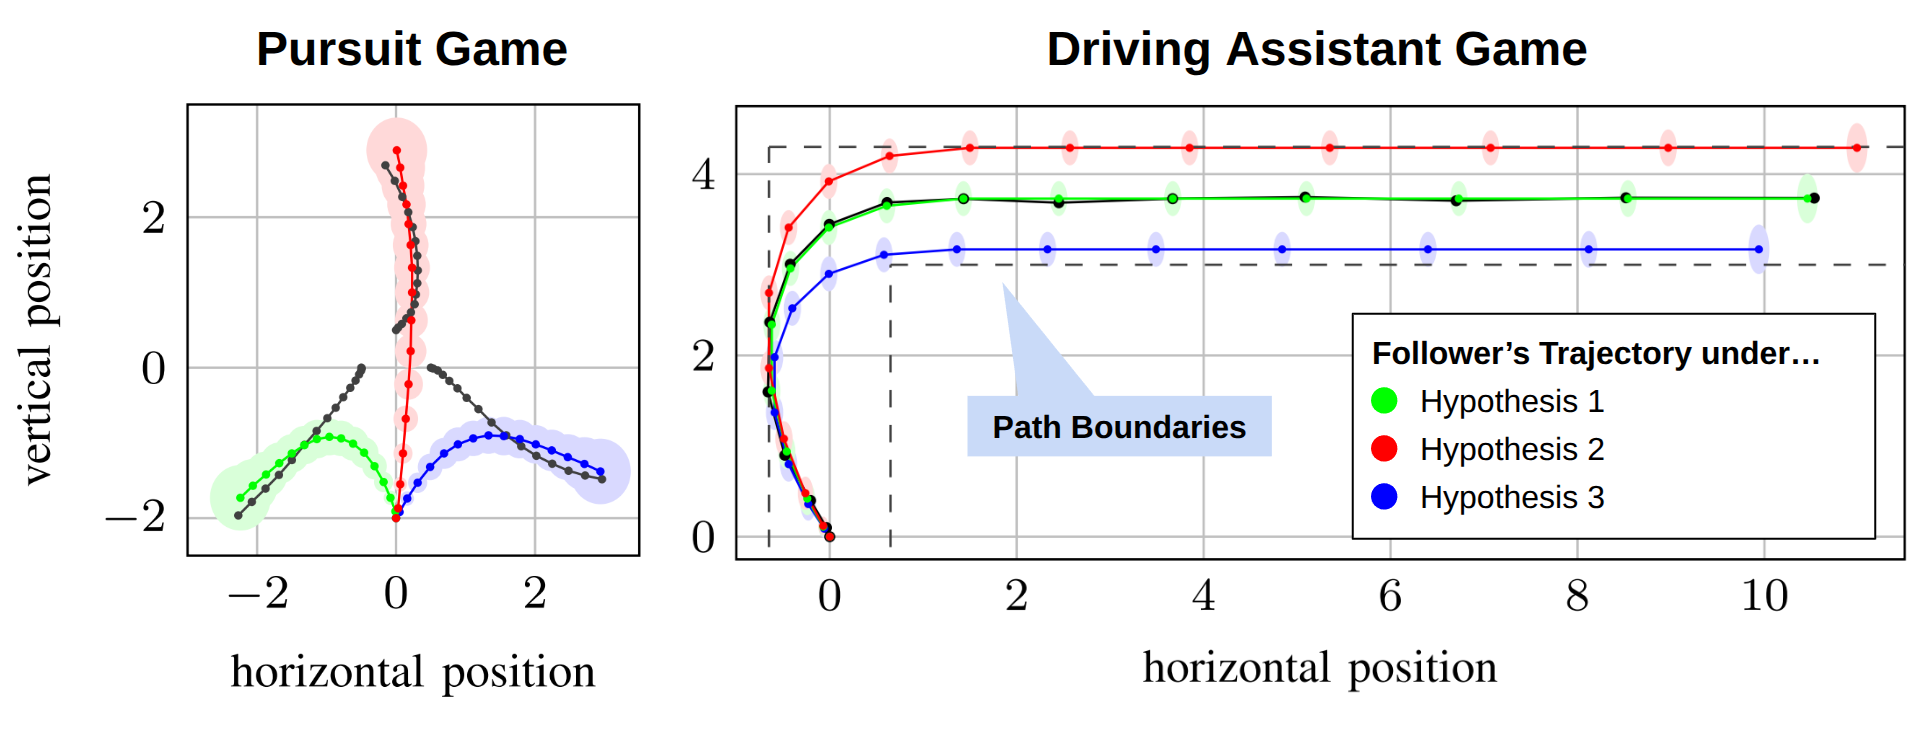 Pursuit Game
vertical position
2
0
−2
−2 0 2
horizontal position
Driving Assistant Game
4
2
0
Path Boundaries
Follower’s Trajectory under…
Hypothesis 1
Hypothesis 2
Hypothesis 3
0 2 4 6 8 10
horizontal position